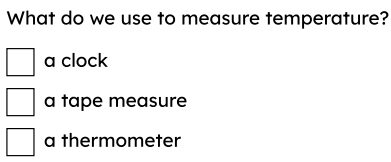 What do we use to measure temperature?
a clock
a tape measure
a thermometer